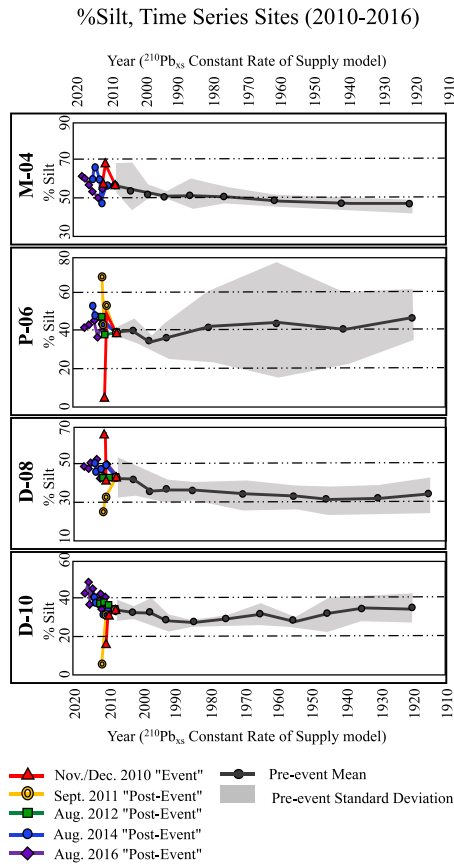 %Silt, Time Series Sites (2010-2016)
Year (²¹⁰Pbₓₛ Constant Rate of Supply model)
2020 2010 2000 1990 1980 1970 1960 1950 1940 1930 1920 1910
M-04
% Silt
90
70
50
30
P-06
% Silt
80
60
40
20
0
D-08
% Silt
70
50
30
10
D-10
% Silt
60
40
20
0
2020 2010 2000 1990 1980 1970 1960 1950 1940 1930 1920 1910
Year (²¹⁰Pbₓₛ Constant Rate of Supply model)
Nov./Dec. 2010 "Event"
Sept. 2011 "Post-Event"
Aug. 2012 "Post-Event"
Aug. 2014 "Post-Event"
Aug. 2016 "Post-Event"
Pre-event Mean
Pre-event Standard Deviation